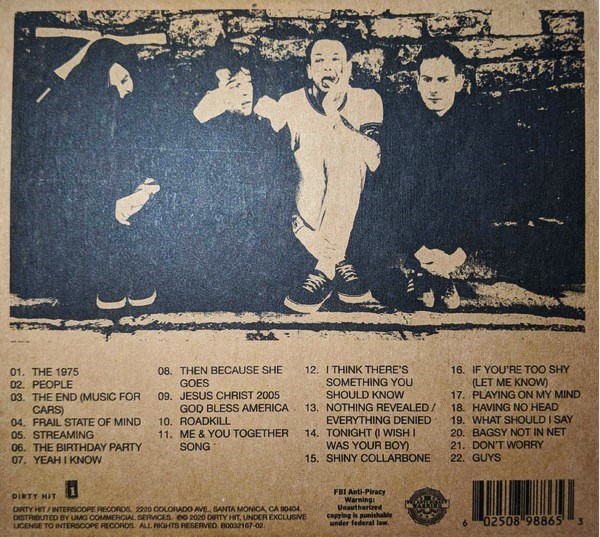 01. THE 1975
02. PEOPLE
03. THE END (MUSIC FOR
CARS)
04. FRAIL STATE OF MIND
05. STREAMING
06. THE BIRTHDAY PARTY
07. YEAH I KNOW
08. THEN BECAUSE SHE
GOES
09. JESUS CHRIST 2005
GOD BLESS AMERICA
10. ROADKILL
11. ME & YOU TOGETHER
SONG
12. I THINK THERE'S
SOMETHING YOU
SHOULD KNOW
13. NOTHING REVEALED /
EVERYTHING DENIED
14. TONIGHT (I WISH I
WAS YOUR BOY)
15. SHINY COLLARBONE
16. IF YOU'RE TOO SHY
(LET ME KNOW)
17. PLAYING ON MY MIND
18. HAVING NO HEAD
19. WHAT SHOULD I SAY
20. BAGSY NOT IN NET
21. DON'T WORRY
22. GUYS
DIRTY HIT i
DIRTY HIT / INTERSCOPE RECORDS. 2220 COLORADO AVE., SANTA MONICA, CA 90404.
DISTRIBUTED BY UMG COMMERCIAL SERVICES. ℗© 2020 DIRTY HIT, UNDER EXCLUSIVE
LICENSE TO INTERSCOPE RECORDS. ALL RIGHTS RESERVED. B0032167-02.
FBI Anti-Piracy
Warning:
Unauthorized
copying is punishable
under federal law.
6 02508 98865 3